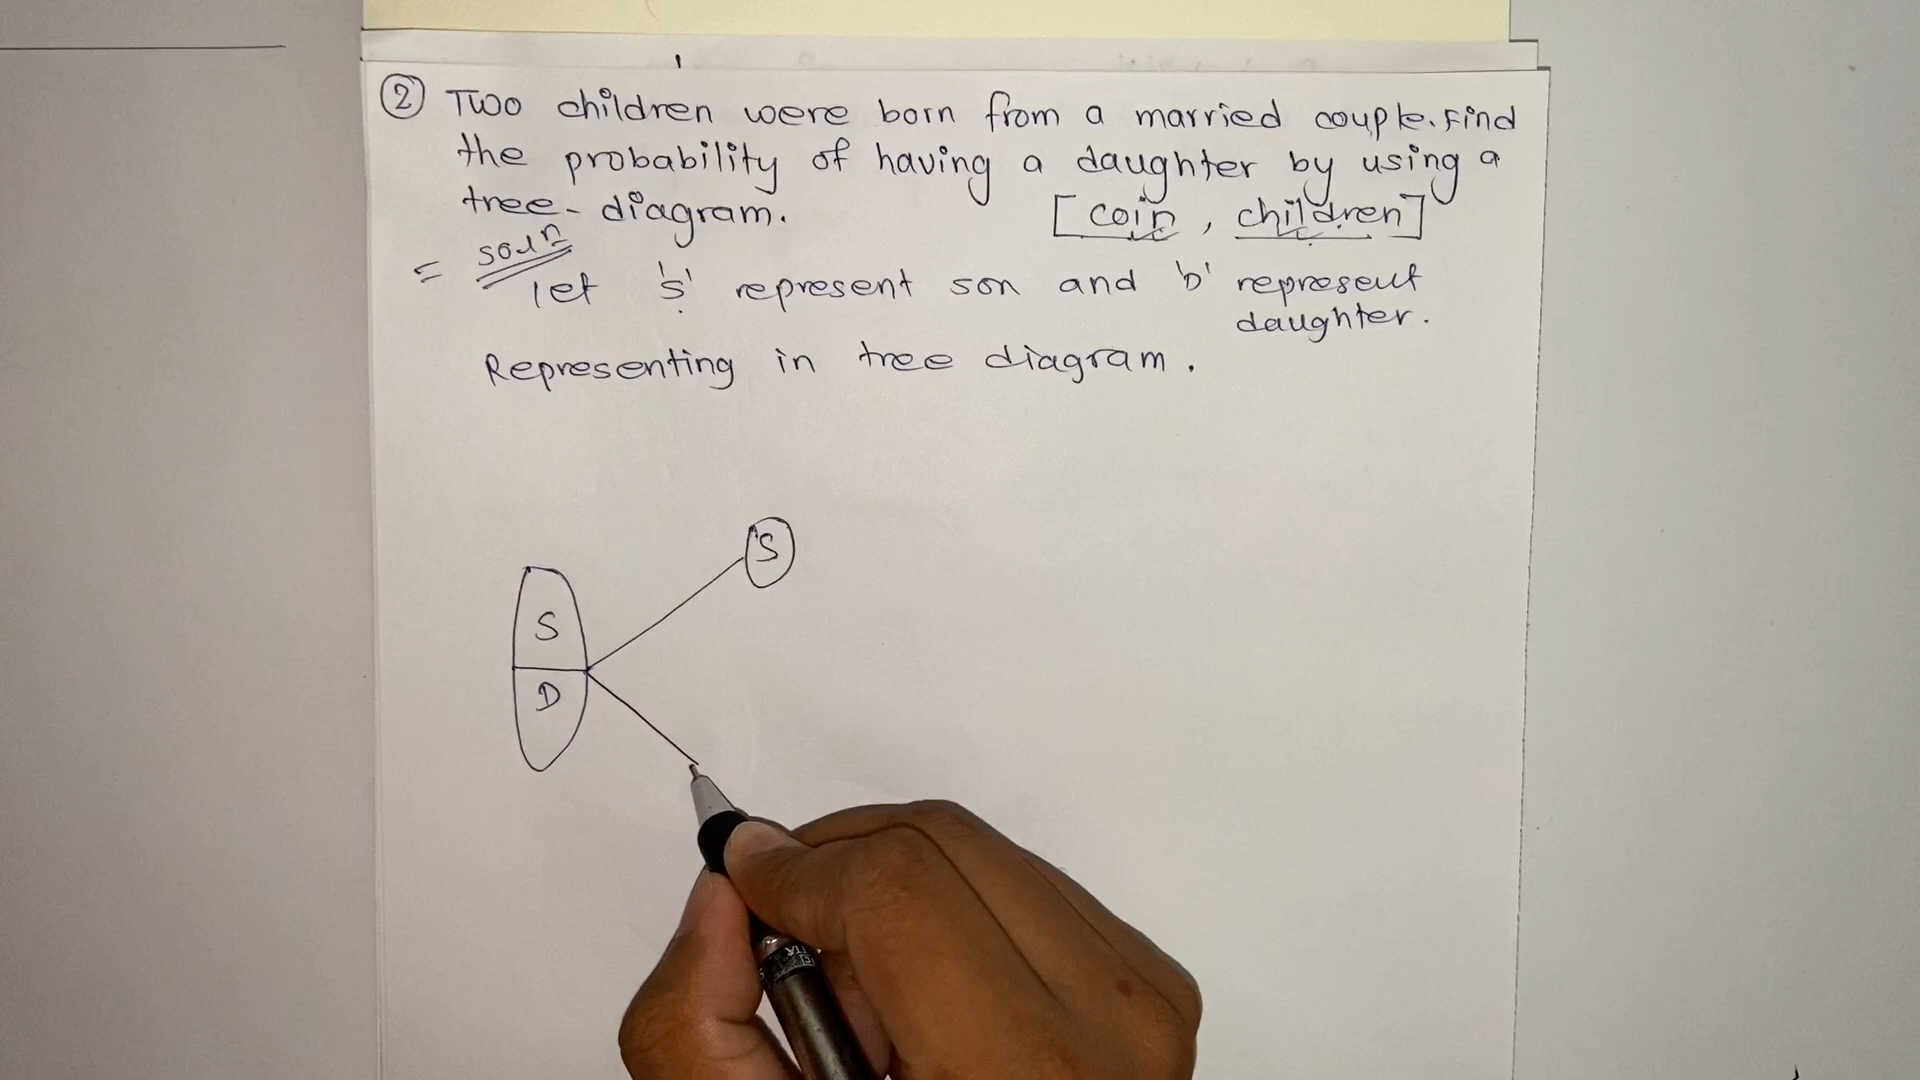 ② Two children were born from a married couple. Find
the probability of having a daughter by using a
tree-diagram. [coin, children]
= soln
let 's' represent son and 'D' represent
daughter.
Representing in tree diagram.
S
S
D